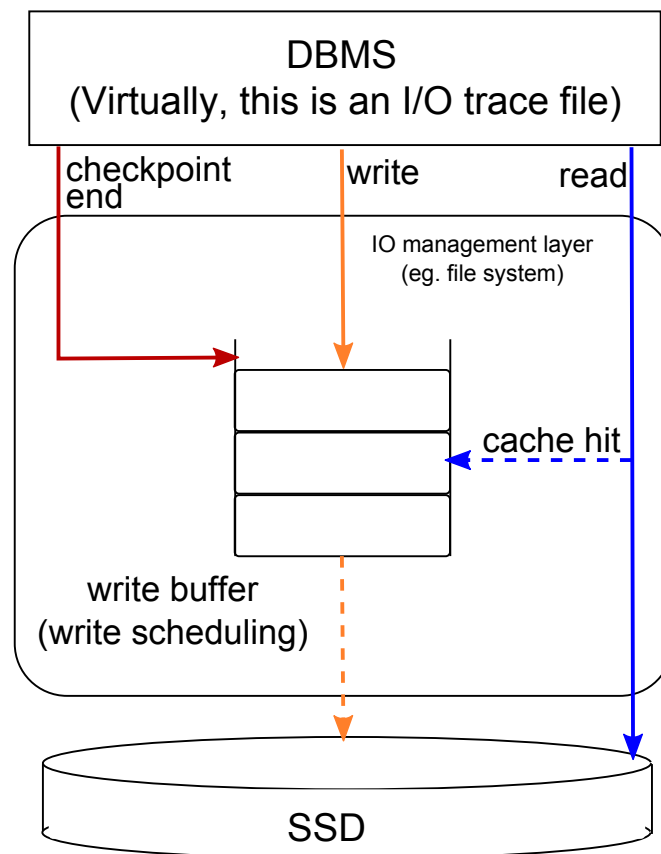 DBMS
(Virtually, this is an I/O trace file)
checkpoint
end
write
read
IO management layer
(eg. file system)
cache hit
write buffer
(write scheduling)
SSD